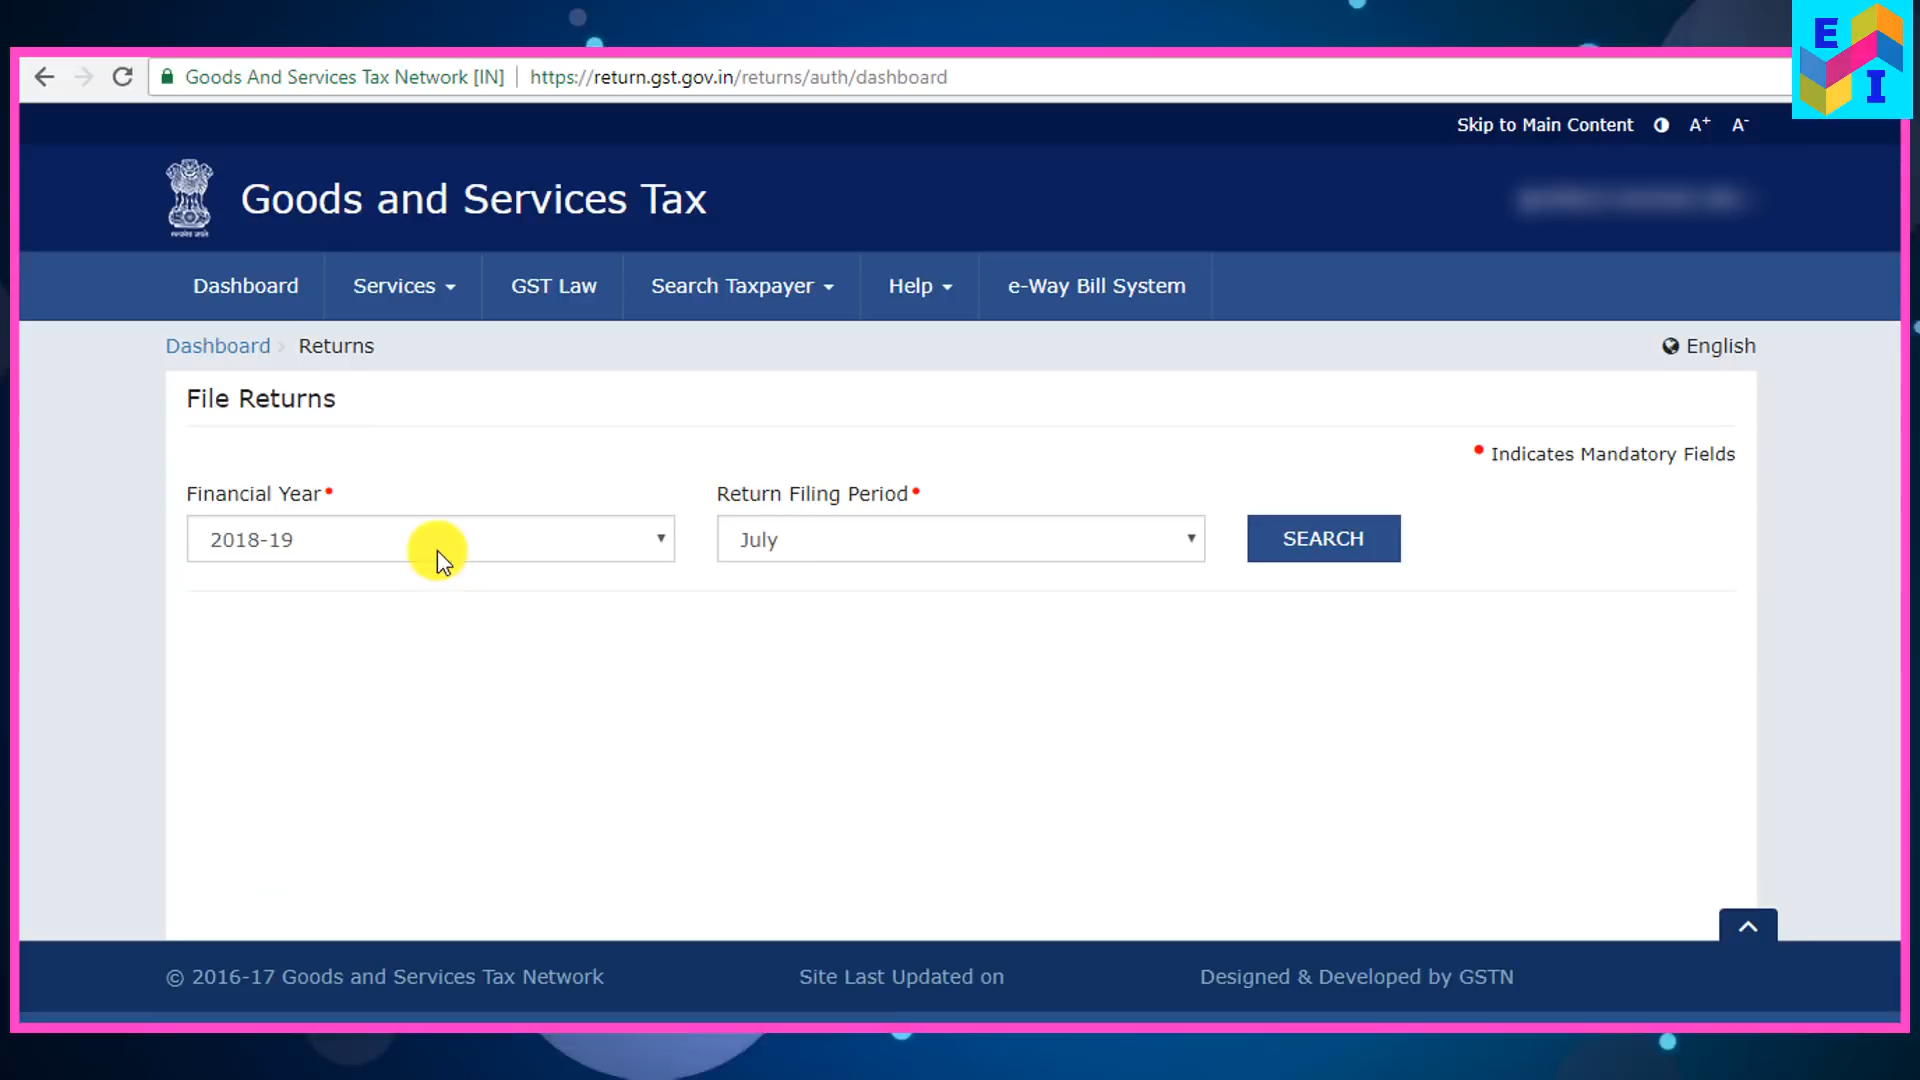 E
I
Goods And Services Tax Network [IN] https://return.gst.gov.in/returns/auth/dashboard
Skip to Main Content A+ A-
Goods and Services Tax
Dashboard Services GST Law Search Taxpayer Help e-Way Bill System
Dashboard Returns English
File Returns
• Indicates Mandatory Fields
Financial Year• Return Filing Period•
2018-19 July SEARCH
© 2016-17 Goods and Services Tax Network Site Last Updated on Designed & Developed by GSTN